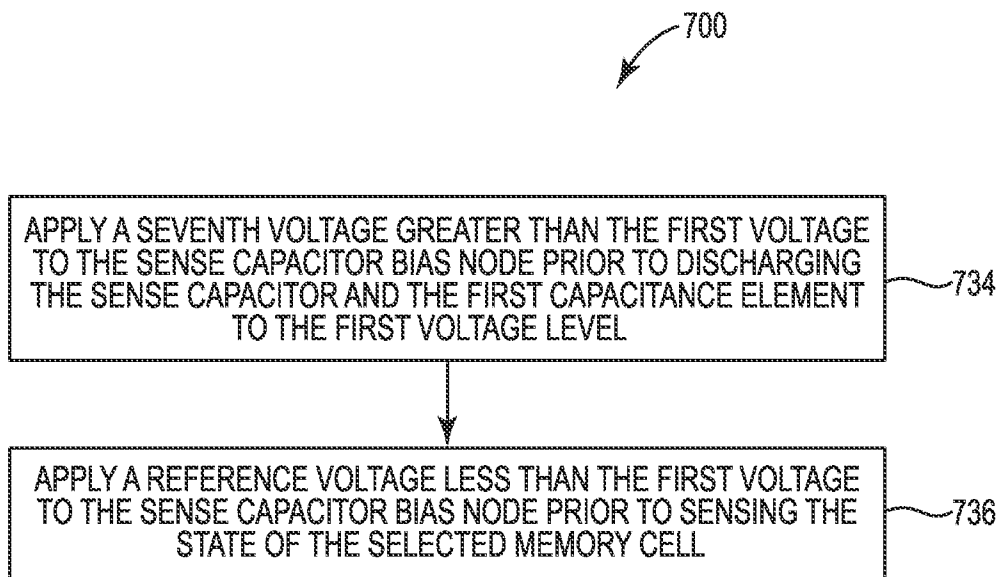 700
APPLY A SEVENTH VOLTAGE GREATER THAN THE FIRST VOLTAGE
TO THE SENSE CAPACITOR BIAS NODE PRIOR TO DISCHARGING
THE SENSE CAPACITOR AND THE FIRST CAPACITANCE ELEMENT
TO THE FIRST VOLTAGE LEVEL
734
APPLY A REFERENCE VOLTAGE LESS THAN THE FIRST VOLTAGE
TO THE SENSE CAPACITOR BIAS NODE PRIOR TO SENSING THE
STATE OF THE SELECTED MEMORY CELL
736